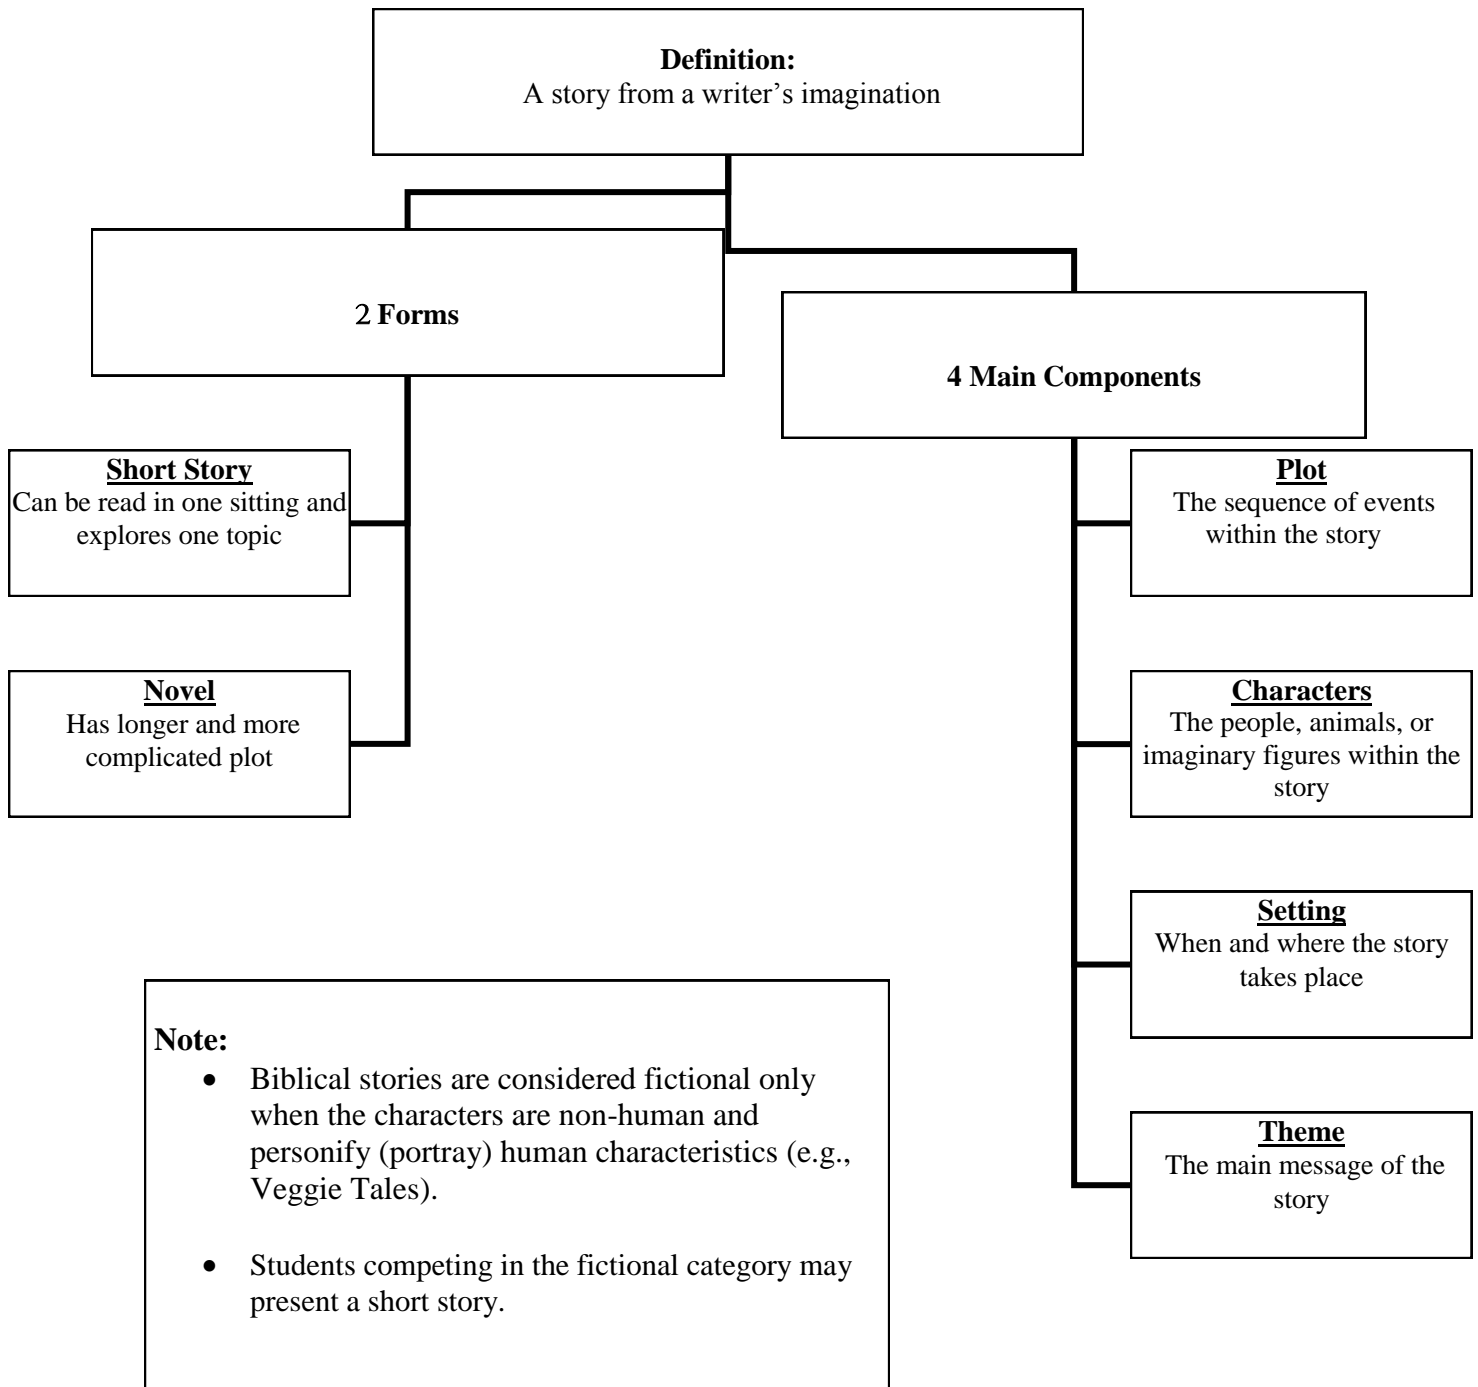 Definition:
A story from a writer’s imagination
2 Forms
4 Main Components
Short Story
Can be read in one sitting and
explores one topic
Novel
Has longer and more
complicated plot
Plot
The sequence of events
within the story
Characters
The people, animals, or
imaginary figures within the
story
Setting
When and where the story
takes place
Theme
The main message of the
story
Note:
• Biblical stories are considered fictional only
when the characters are non-human and
personify (portray) human characteristics (e.g.,
Veggie Tales).
• Students competing in the fictional category may
present a short story.